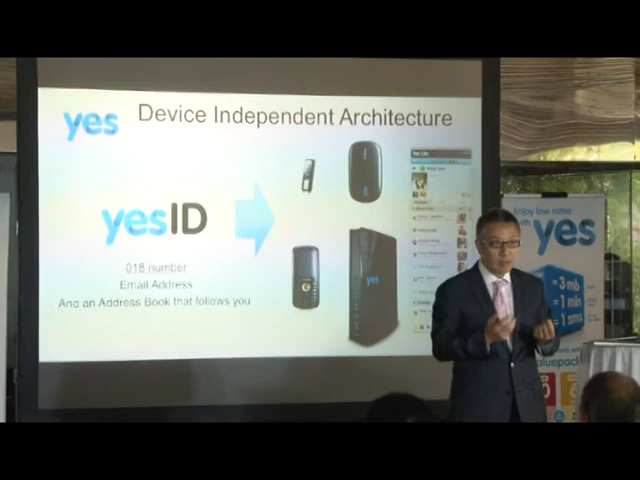 yes
Device Independent Architecture
yesID
018 number
Email Address
And an Address Book that follows you
yes
Enjoy low rates
yes
= 3 mb
= 1 min
= 1 sms